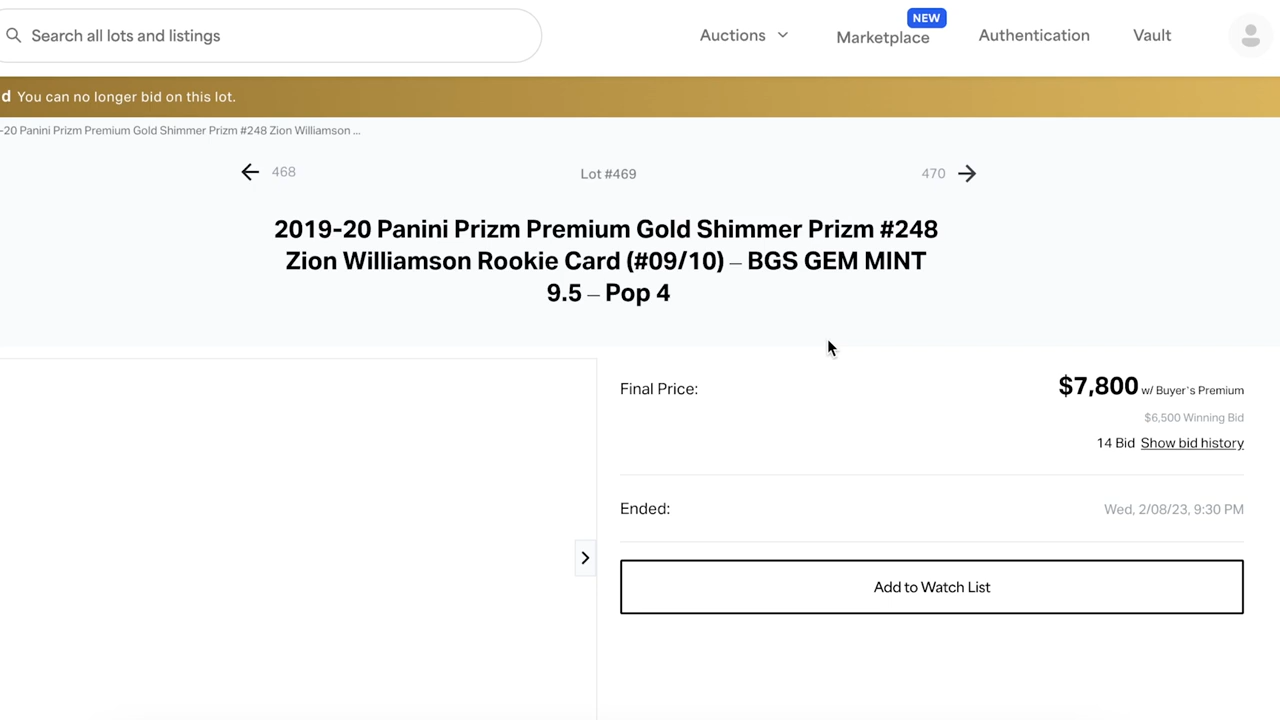 Search all lots and listings
Auctions
NEW
Marketplace
Authentication
Vault
d You can no longer bid on this lot.
-20 Panini Prizm Premium Gold Shimmer Prizm #248 Zion Williamson ...
468
Lot #469
470
2019-20 Panini Prizm Premium Gold Shimmer Prizm #248
Zion Williamson Rookie Card (#09/10) – BGS GEM MINT
9.5 – Pop 4
Final Price:
$7,800 w/ Buyer`s Premium
$6,500 Winning Bid
14 Bid Show bid history
Ended:
Wed, 2/08/23, 9:30 PM
Add to Watch List